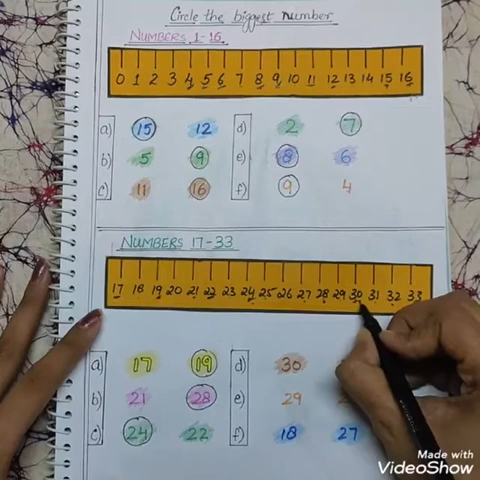 Circle the biggest number
NUMBERS 1-16
0 1 2 3 4 5 6 7 8 9 10 11 12 13 14 15 16
a) 15 12 d) 2 7
b) 5 9 e) 8 6
c) 11 16 f) 9 4
NUMBERS 17-33
17 18 19 20 21 22 23 24 25 26 27 28 29 30 31 32 33
a) 17 19 d) 30
b) 21 28 e) 29
c) 24 22 f) 18 27
Made with
VideoShow